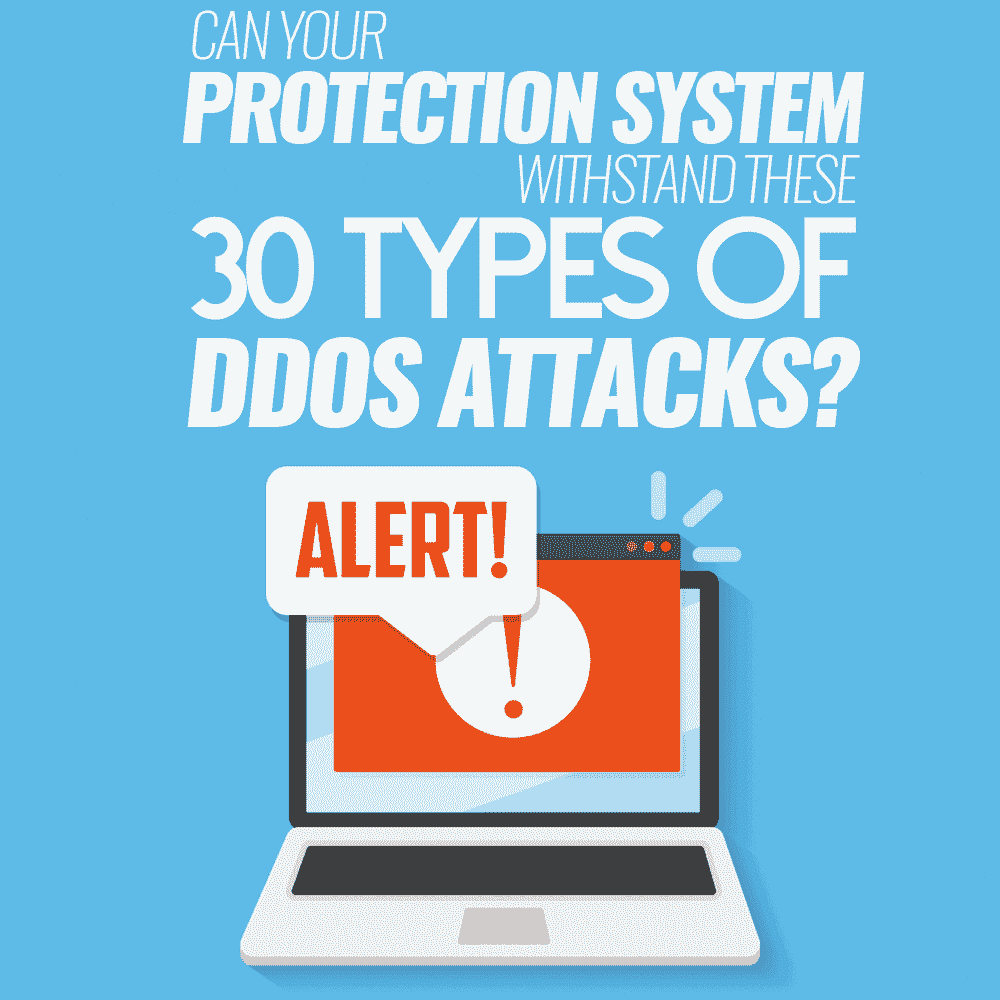 CAN YOUR
PROTECTION SYSTEM
WITHSTAND THESE
30 TYPES OF
DDOS ATTACKS?
ALERT!
!